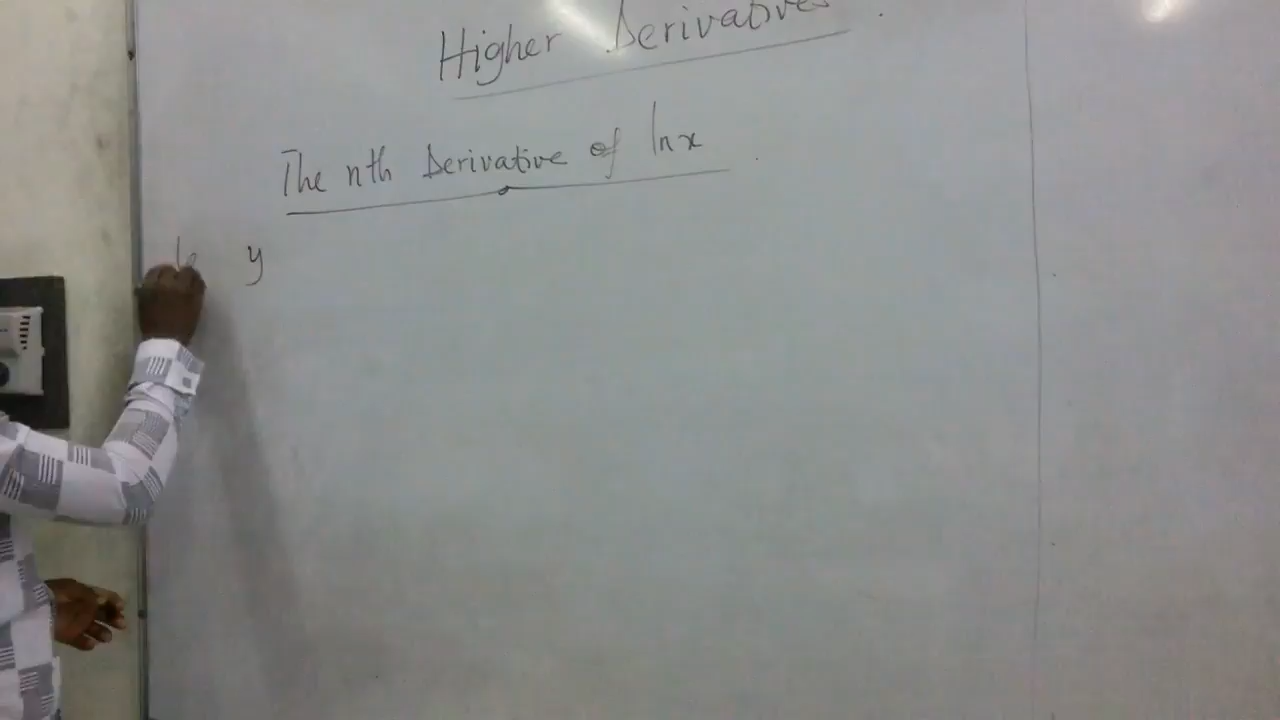 Higher Derivatives
The nth Derivative of lnx
y